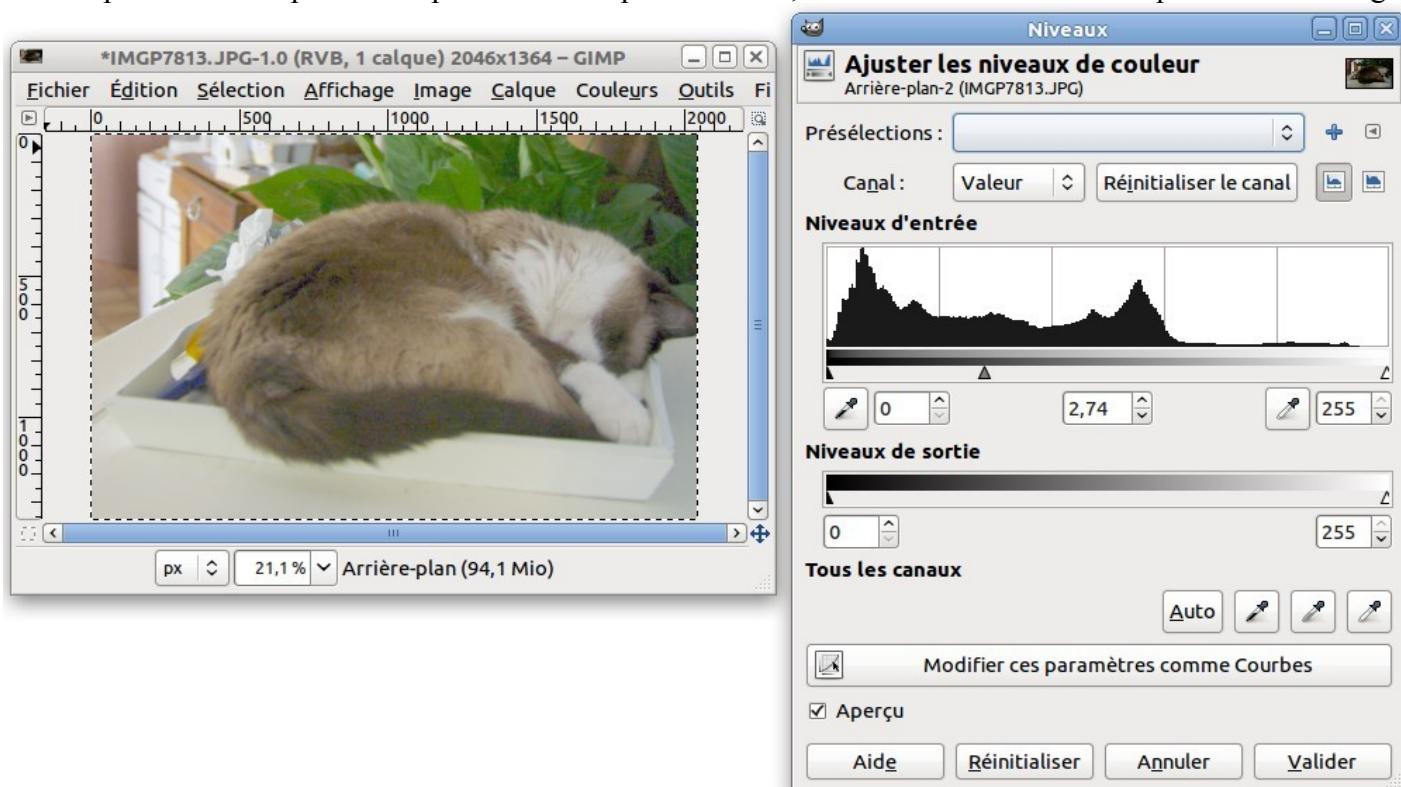 *IMGP7813.JPG-1.0 (RVB, 1 calque) 2046x1364 – GIMP
Fichier Édition Sélection Affichage Image Calque Couleurs Outils Fi
0 500 1000 1500 2000
0
500
1000
px 21,1 % Arrière-plan (94,1 Mio)
Niveaux
Ajuster les niveaux de couleur
Arrière-plan-2 (IMGP7813.JPG)
Présélections :
Canal : Valeur Réinitialiser le canal
Niveaux d'entrée
0 2,74 255
Niveaux de sortie
0 255
Tous les canaux
Auto
Modifier ces paramètres comme Courbes
Aperçu
Aide Réinitialiser Annuler Valider